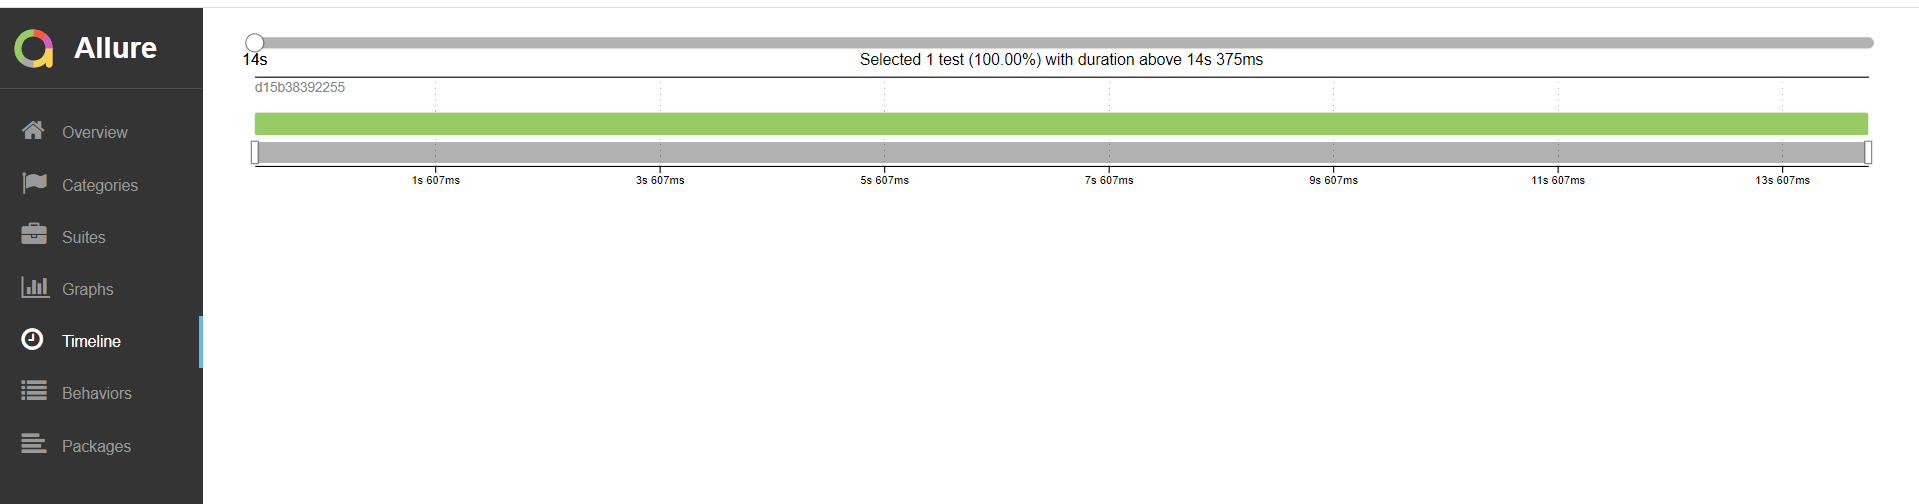 Allure
Overview
Categories
Suites
Graphs
Timeline
Behaviors
Packages
14s
Selected 1 test (100.00%) with duration above 14s 375ms
d15b38392255
1s 607ms 3s 607ms 5s 607ms 7s 607ms 9s 607ms 11s 607ms 13s 607ms